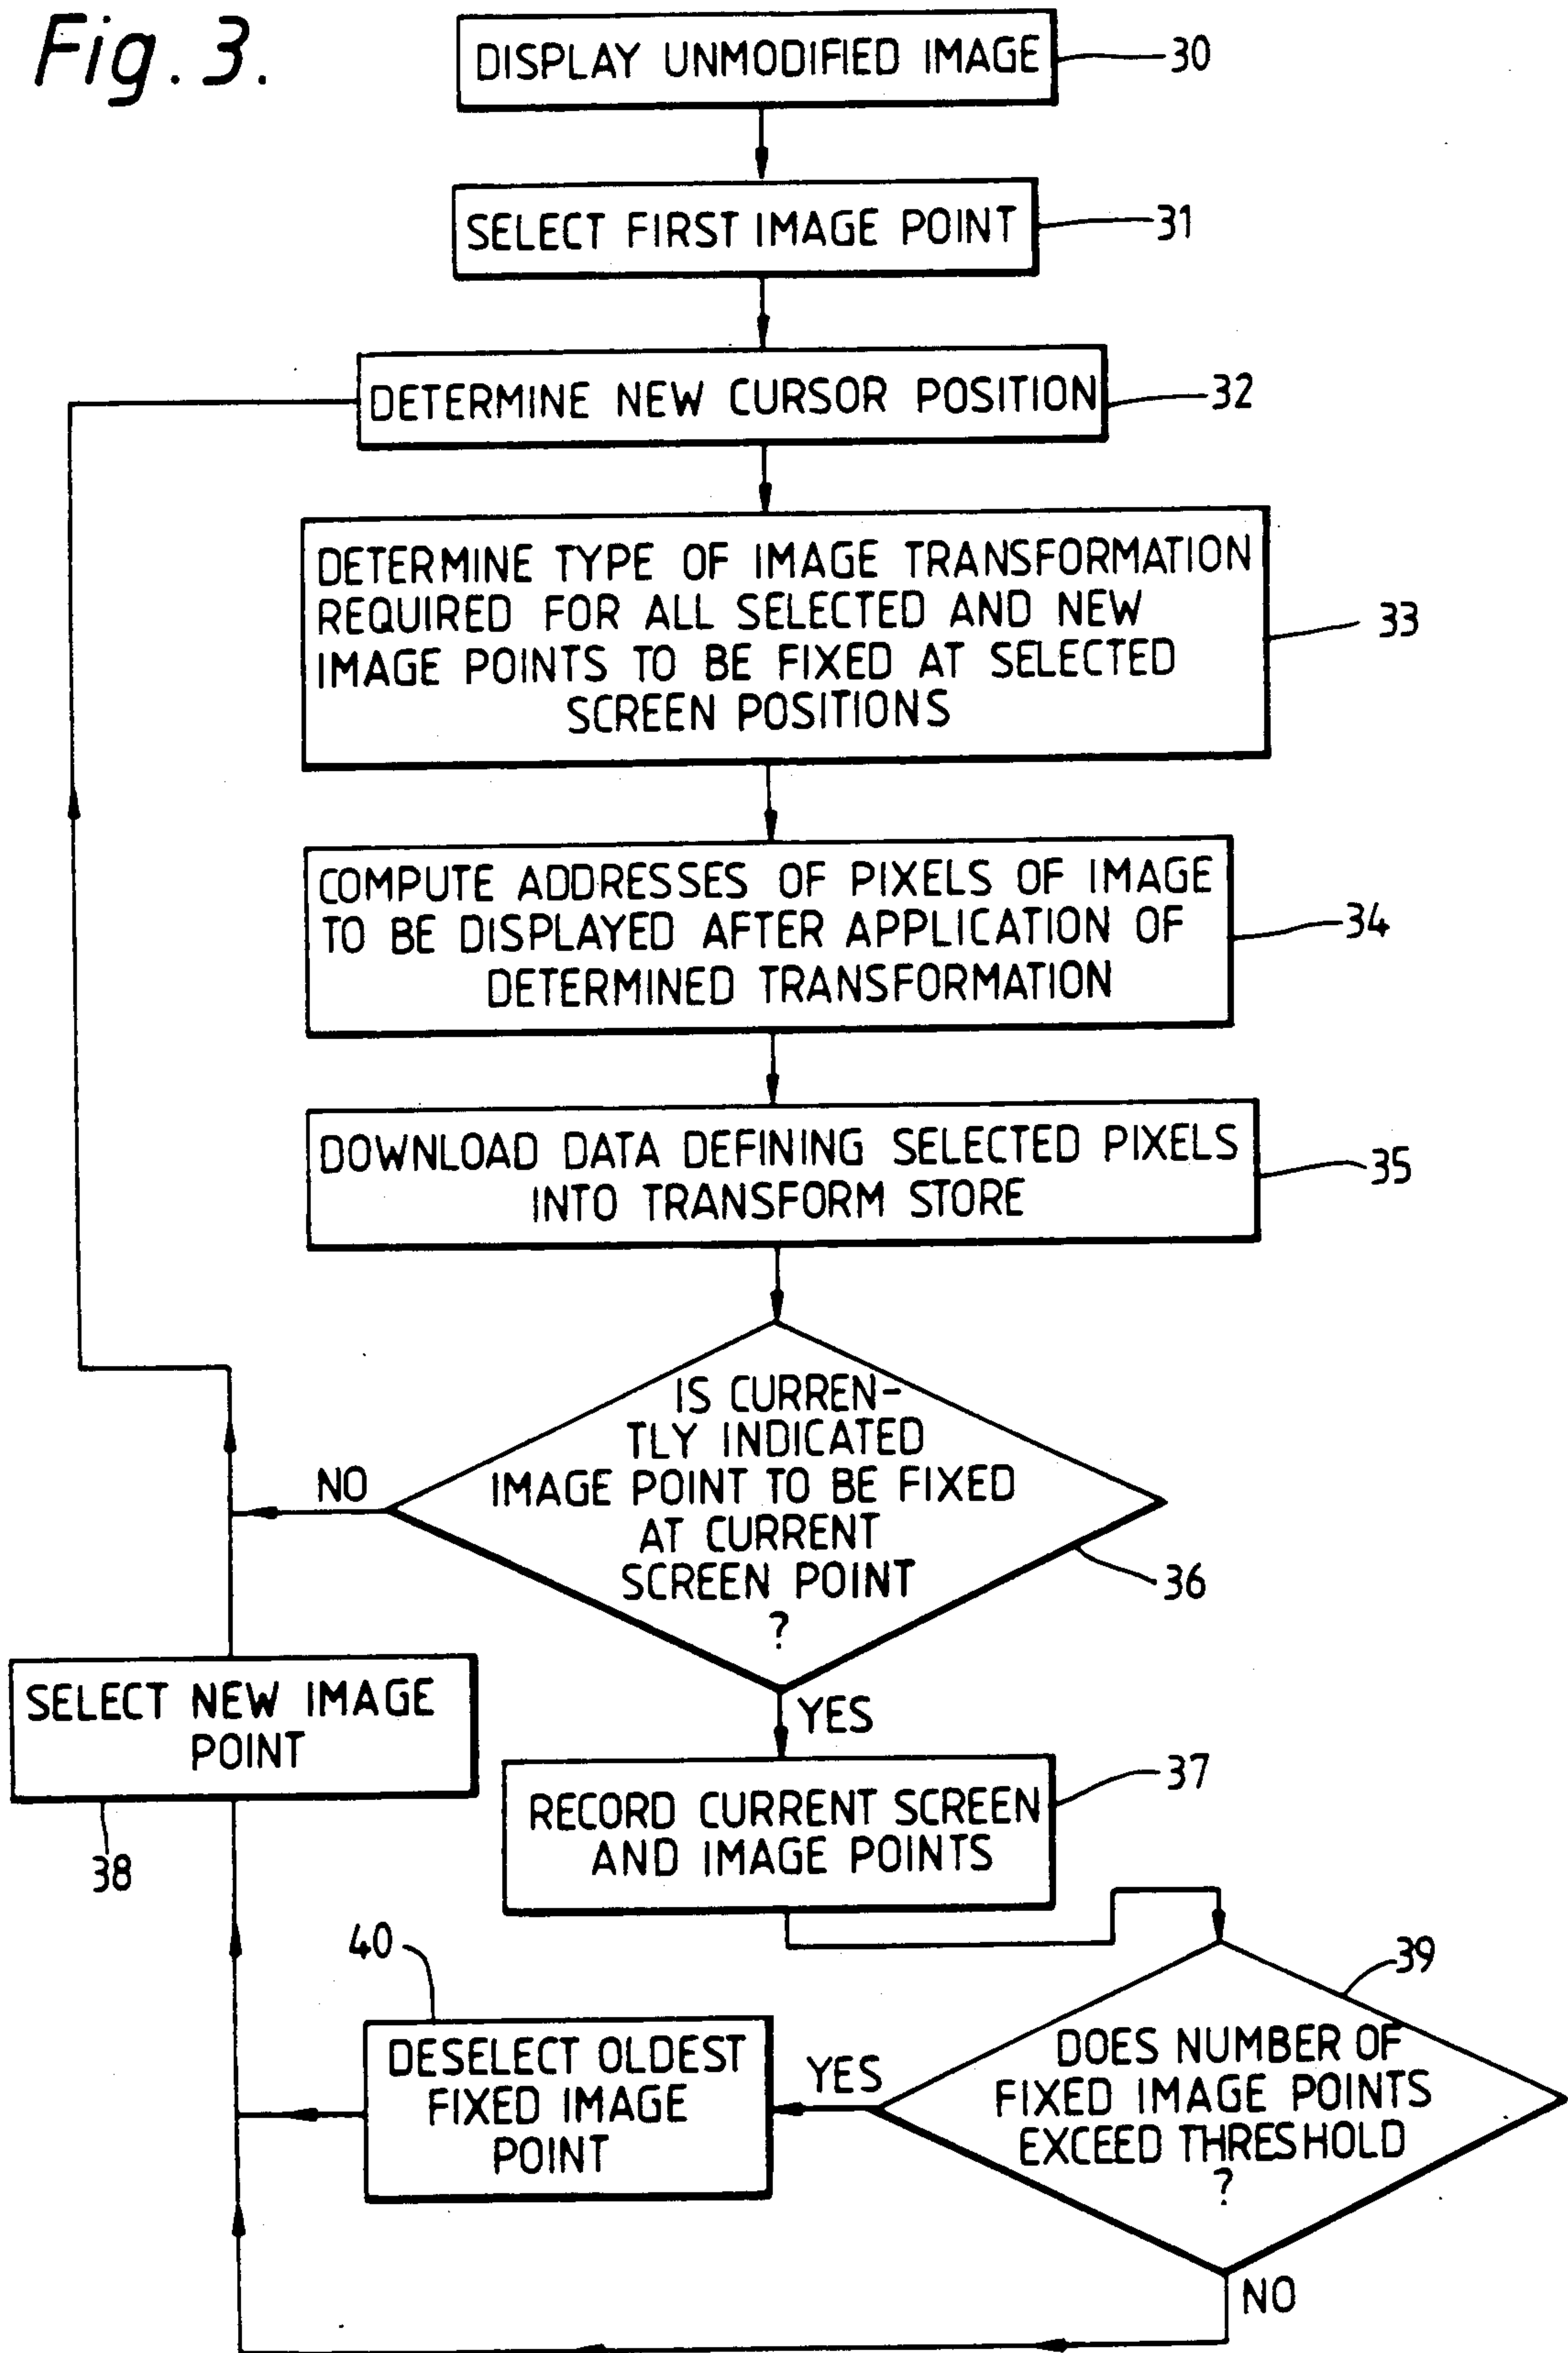 Fig. 3.
DISPLAY UNMODIFIED IMAGE
30
SELECT FIRST IMAGE POINT
31
DETERMINE NEW CURSOR POSITION
32
DETERMINE TYPE OF IMAGE TRANSFORMATION
REQUIRED FOR ALL SELECTED AND NEW
IMAGE POINTS TO BE FIXED AT SELECTED
SCREEN POSITIONS
33
COMPUTE ADDRESSES OF PIXELS OF IMAGE
TO BE DISPLAYED AFTER APPLICATION OF
DETERMINED TRANSFORMATION
34
DOWNLOAD DATA DEFINING SELECTED PIXELS
INTO TRANSFORM STORE
35
IS CURREN-
TLY INDICATED
IMAGE POINT TO BE FIXED
AT CURRENT
SCREEN POINT
?
36
NO
YES
SELECT NEW IMAGE
POINT
38
RECORD CURRENT SCREEN
AND IMAGE POINTS
37
40
DESELECT OLDEST
FIXED IMAGE
POINT
YES
39
DOES NUMBER OF
FIXED IMAGE POINTS
EXCEED THRESHOLD
?
NO